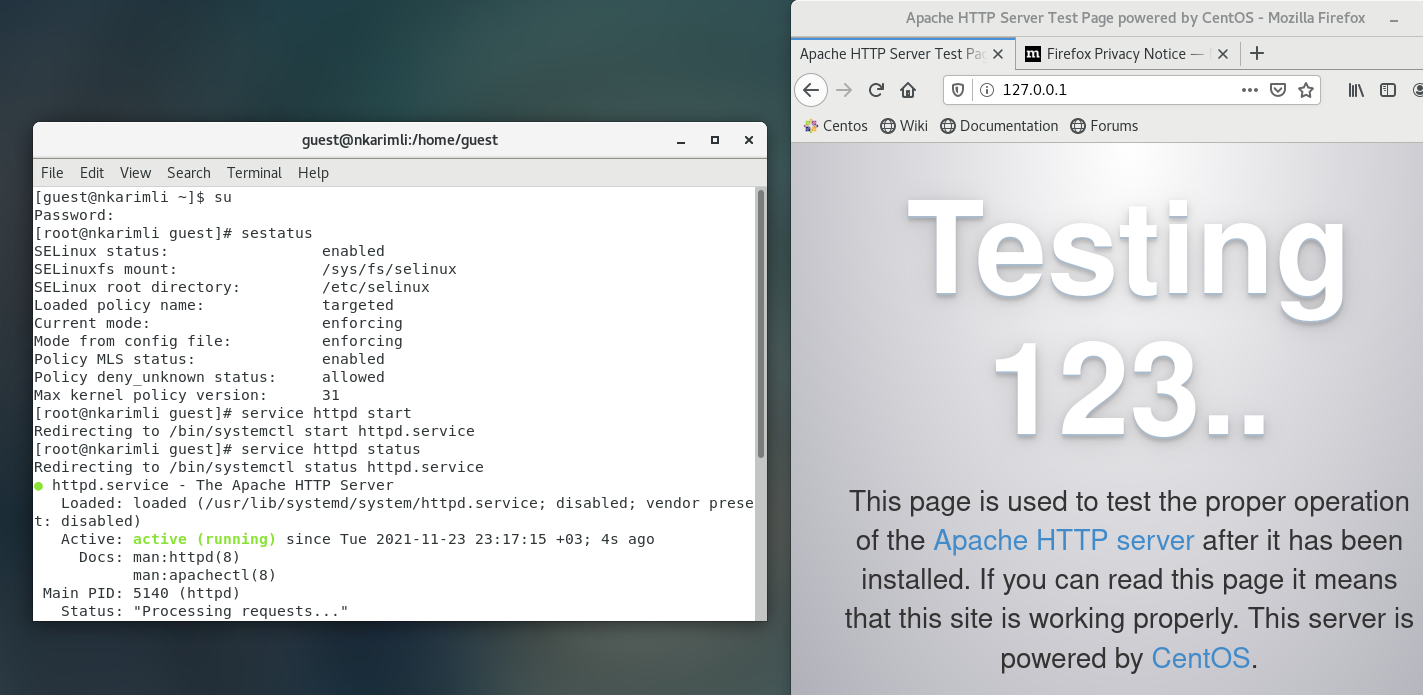 guest@nkarimli:/home/guest
File Edit View Search Terminal Help
[guest@nkarimli ~]$ su
Password:
[root@nkarimli guest]# sestatus
SELinux status:                 enabled
SELinuxfs mount:                /sys/fs/selinux
SELinux root directory:         /etc/selinux
Loaded policy name:             targeted
Current mode:                   enforcing
Mode from config file:          enforcing
Policy MLS status:              enabled
Policy deny_unknown status:     allowed
Max kernel policy version:      31
[root@nkarimli guest]# service httpd start
Redirecting to /bin/systemctl start httpd.service
[root@nkarimli guest]# service httpd status
Redirecting to /bin/systemctl status httpd.service
● httpd.service - The Apache HTTP Server
   Loaded: loaded (/usr/lib/systemd/system/httpd.service; disabled; vendor prese
t: disabled)
   Active: active (running) since Tue 2021-11-23 23:17:15 +03; 4s ago
     Docs: man:httpd(8)
           man:apachectl(8)
 Main PID: 5140 (httpd)
   Status: "Processing requests..."
Apache HTTP Server Test Page powered by CentOS - Mozilla Firefox
Apache HTTP Server Test Pag Firefox Privacy Notice —
127.0.0.1
Centos Wiki Documentation Forums
Testing
123..
This page is used to test the proper operation
of the Apache HTTP server after it has been
installed. If you can read this page it means
that this site is working properly. This server is
powered by CentOS.